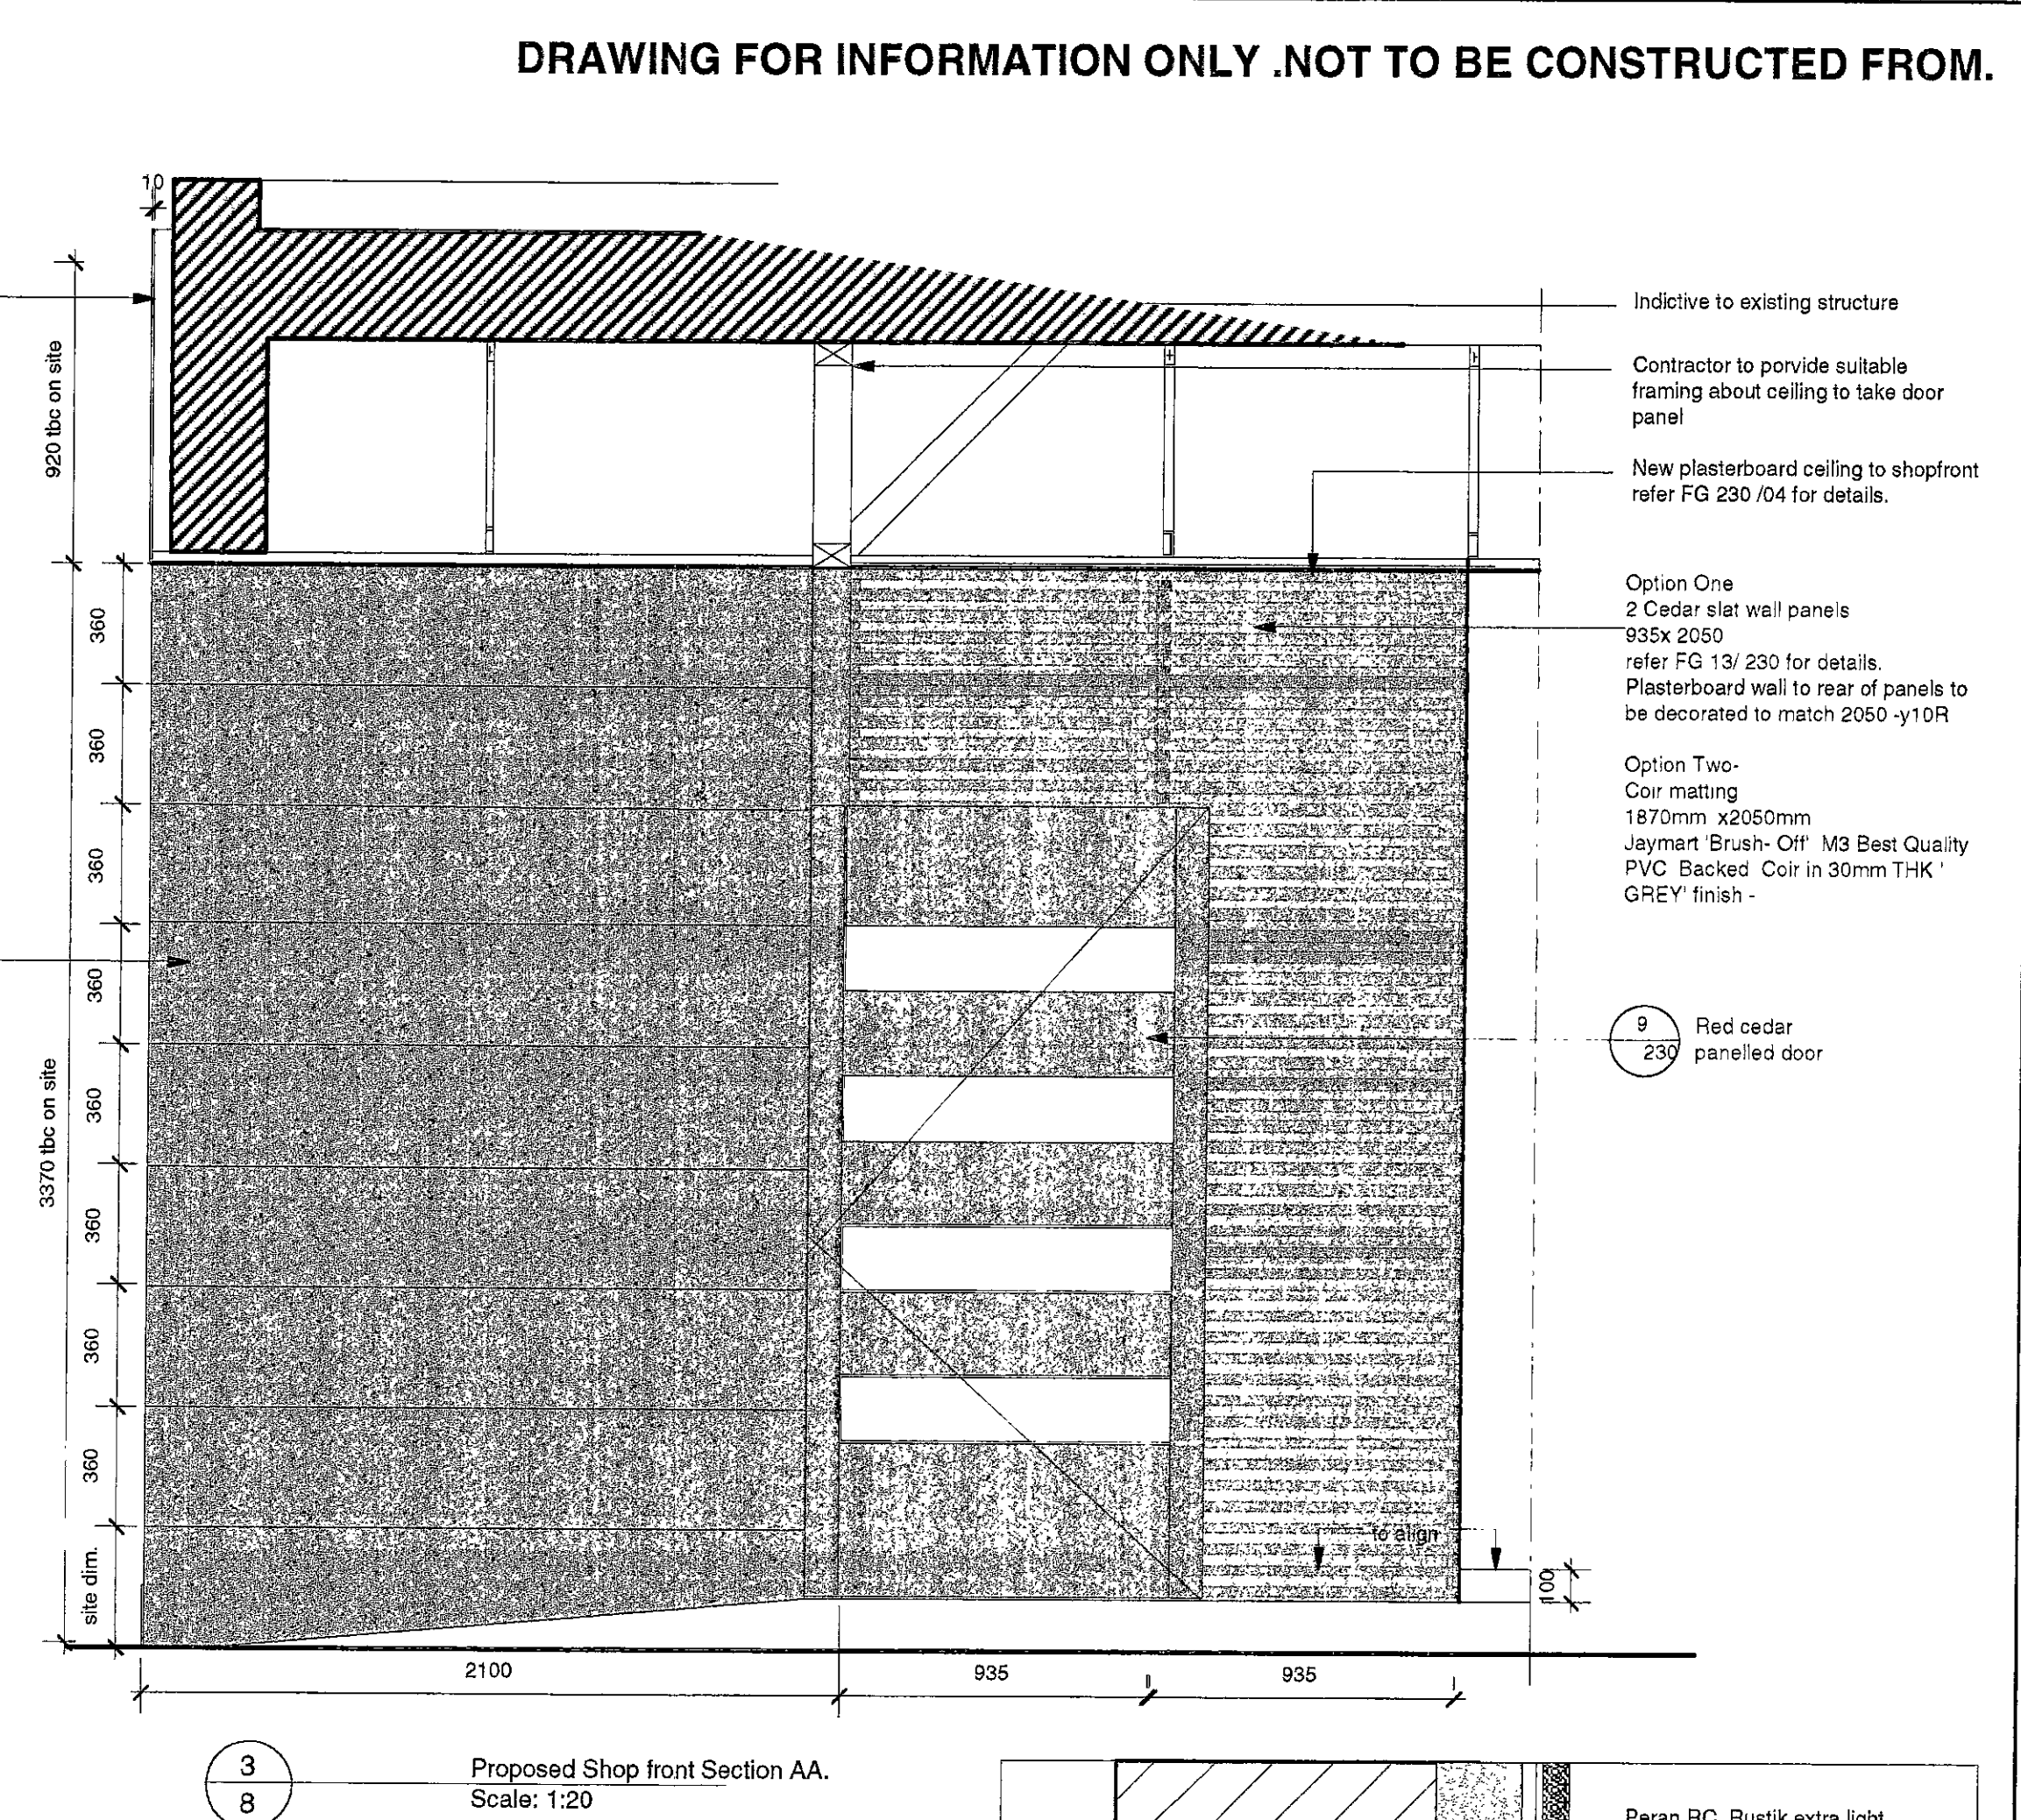 DRAWING FOR INFORMATION ONLY .NOT TO BE CONSTRUCTED FROM.
10
920 tbc on site
Indictive to existing structure
Contractor to porvide suitable
framing about ceiling to take door
panel
New plasterboard ceiling to shopfront
refer FG 230 /04 for details.
Option One
2 Cedar slat wall panels
935x 2050
refer FG 13/ 230 for details.
Plasterboard wall to rear of panels to
be decorated to match 2050 -y10R
Option Two-
Coir matting
1870mm x2050mm
Jaymart 'Brush- Off' M3 Best Quality
PVC Backed Coir in 30mm THK '
GREY' finish -
9
230
Red cedar
panelled door
360
360
360
360
360
360
360
360
site dim.
3370 tbc on site
to align
100
2100
935
935
3
8
Proposed Shop front Section AA.
Scale: 1:20
Peran RC Rustik extra light